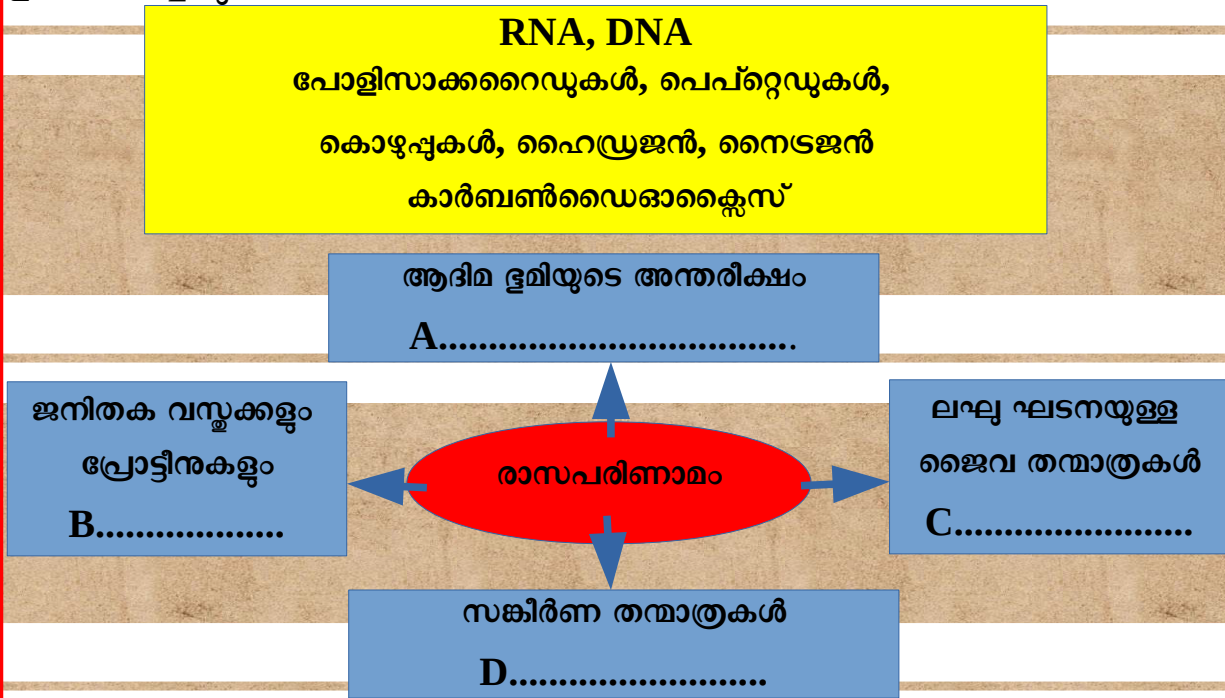 RNA, DNA
പോളിസാക്കറൈഡുകൾ, പെപ്റ്റെഡുകൾ,
കൊഴുപ്പുകൾ, ഹൈഡ്രജൻ, നൈട്രജൻ
കാർബൺഡൈഓക്സൈസ്
ആദിമ ഭൂമിയുടെ അന്തരീക്ഷം
A...................................
ജനിതക വസ്തുക്കളും
പ്രോട്ടീനുകളും
B...................
രാസപരിണാമം
ലഘു ഘടനയുള്ള
ജൈവ തന്മാത്രകൾ
C........................
സങ്കീർണ തന്മാത്രകൾ
D..........................